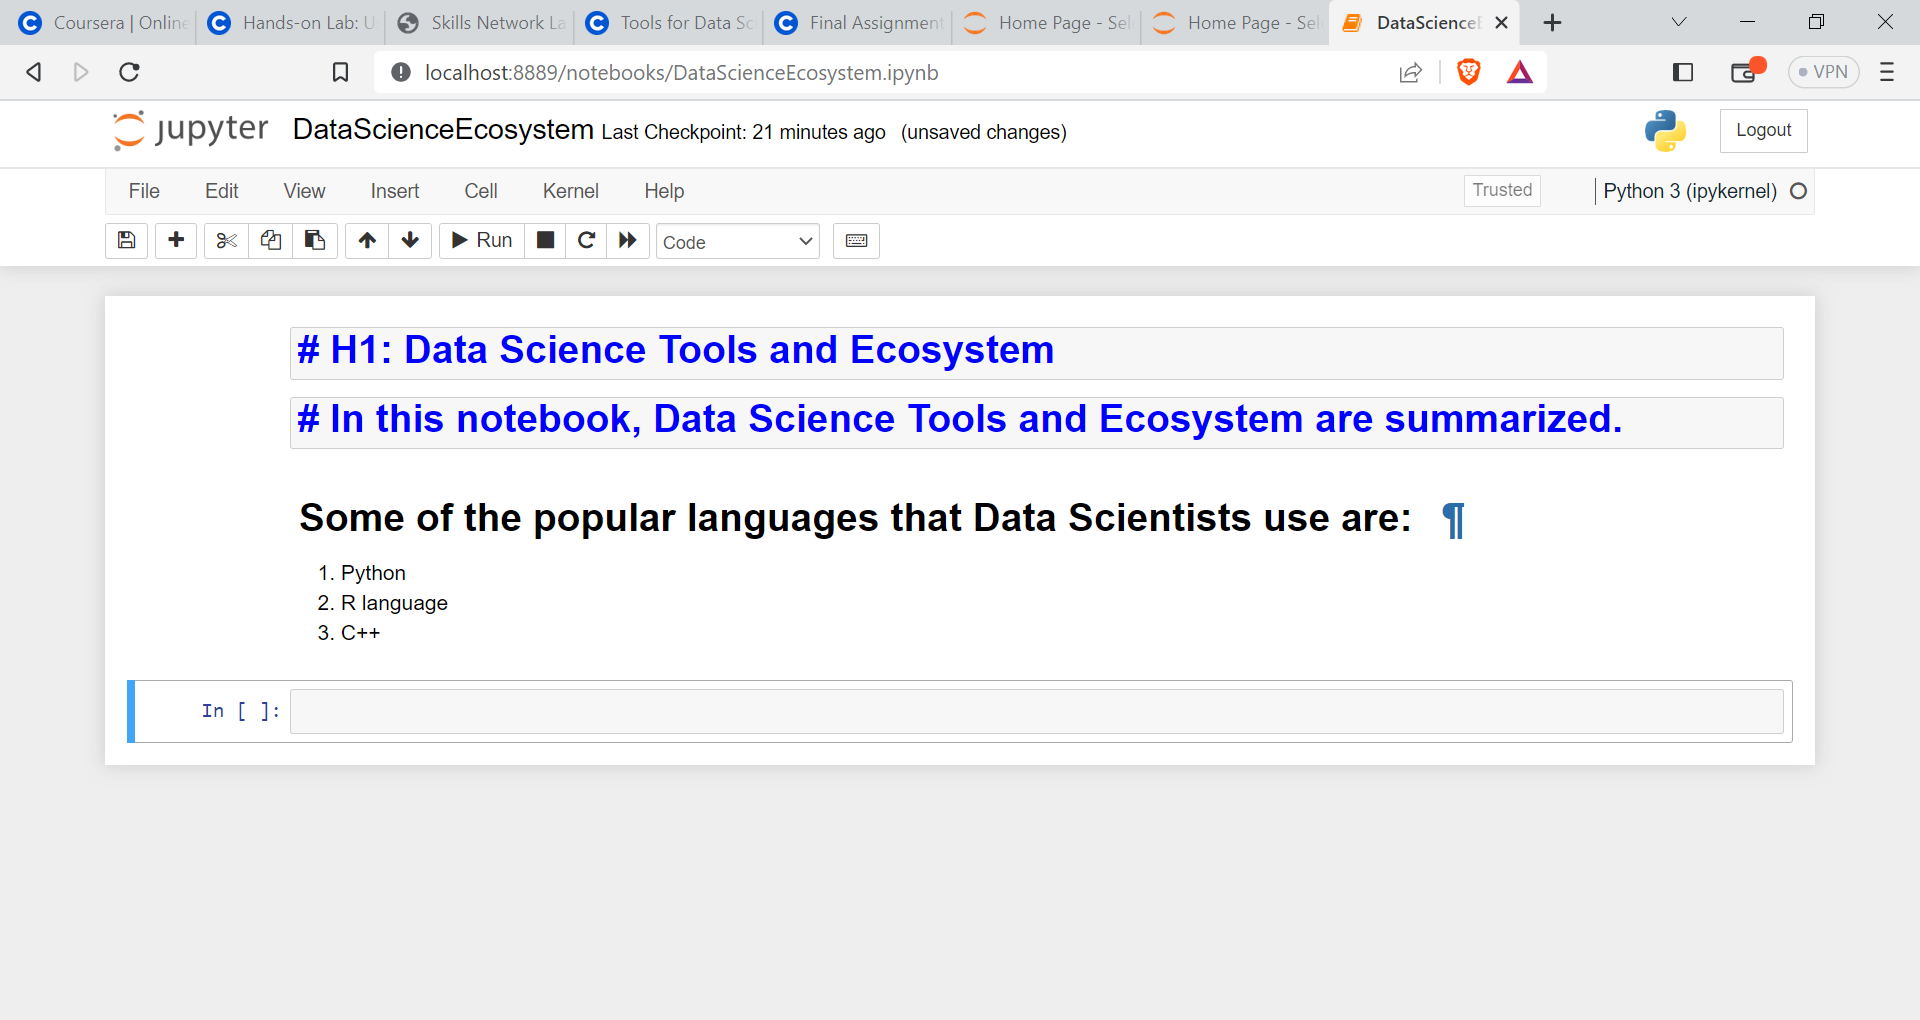 Coursera | Online
Hands-on Lab: U
Skills Network La
Tools for Data Sc
Final Assignment
Home Page - Sel
Home Page - Sel
DataScienceE
localhost:8889/notebooks/DataScienceEcosystem.ipynb
VPN
jupyter DataScienceEcosystem Last Checkpoint: 21 minutes ago (unsaved changes)
Logout
File Edit View Insert Cell Kernel Help
Trusted
Python 3 (ipykernel)
Run
Code
# H1: Data Science Tools and Ecosystem
# In this notebook, Data Science Tools and Ecosystem are summarized.
Some of the popular languages that Data Scientists use are: ¶
1. Python
2. R language
3. C++
In [ ]: